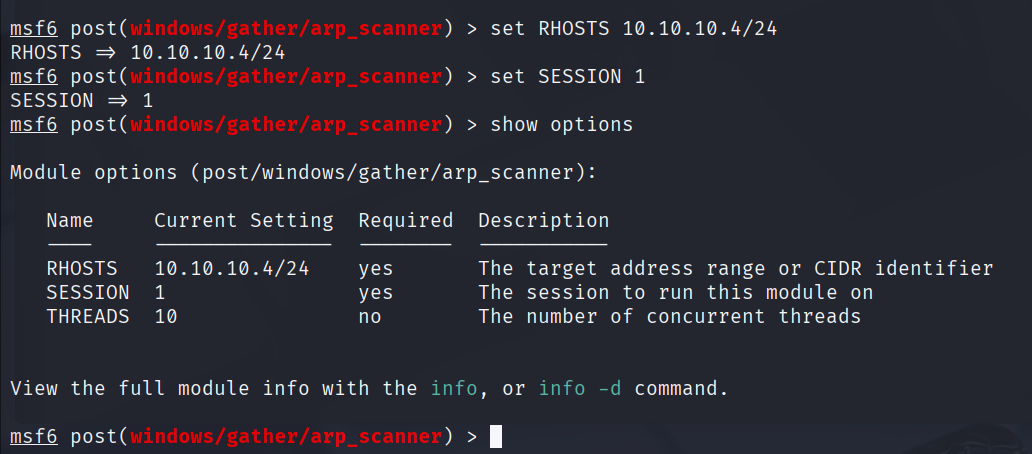 msf6 post(windows/gather/arp_scanner) > set RHOSTS 10.10.10.4/24
RHOSTS => 10.10.10.4/24
msf6 post(windows/gather/arp_scanner) > set SESSION 1
SESSION => 1
msf6 post(windows/gather/arp_scanner) > show options
Module options (post/windows/gather/arp_scanner):
Name Current Setting Required Description
---- --------------- -------- -----------
RHOSTS 10.10.10.4/24 yes The target address range or CIDR identifier
SESSION 1 yes The session to run this module on
THREADS 10 no The number of concurrent threads
View the full module info with the info, or info -d command.
msf6 post(windows/gather/arp_scanner) >